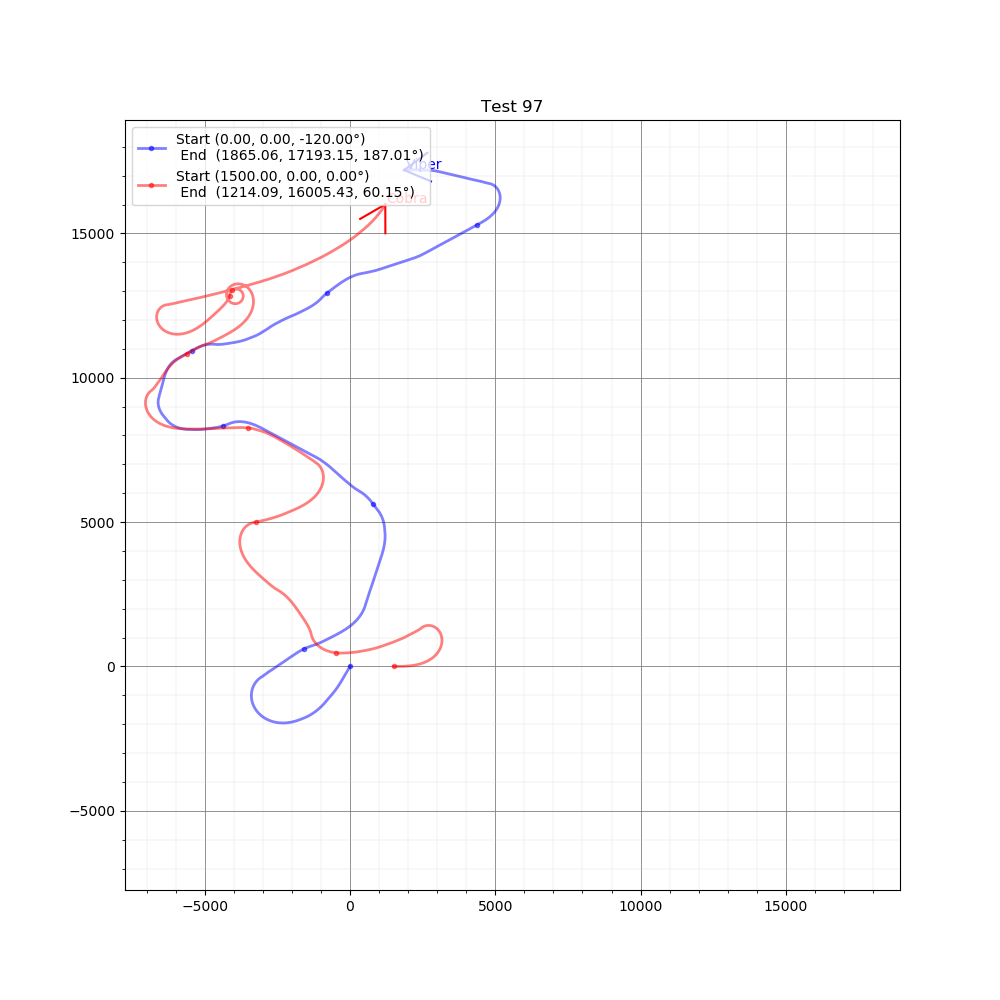 Test 97
Start (0.00, 0.00, -120.00°)
End  (1865.06, 17193.15, 187.01°)
Start (1500.00, 0.00, 0.00°)
End  (1214.09, 16005.43, 60.15°)
Viper
Cobra
15000
10000
5000
0
−5000
−5000
0
5000
10000
15000